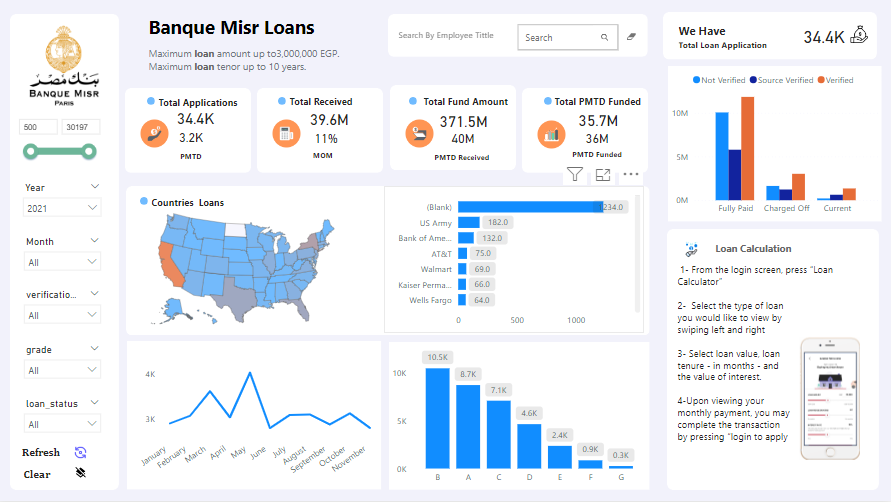 بنك مصر
BANQUE MISR
PARIS
500
30197
Year
2021
Month
All
verificatio...
All
grade
All
loan_status
All
Refresh
Clear
Banque Misr Loans
Maximum loan amount up to3,000,000 EGP.
Maximum loan tenor up to 10 years.
Search By Employee Tittle
Search
We Have
Total Loan Application
34.4K
Total Applications
34.4K
3.2K
PMTD
Total Received
39.6M
11%
MOM
Total Fund Amount
371.5M
40M
PMTD Received
Total PMTD Funded
35.7M
36M
PMTD Funded
Not Verified Source Verified Verified
10M
5M
0M
Fully Paid Charged Off Current
Countries Loans
(Blank) 1234.0
US Army 182.0
Bank of Ame... 132.0
AT&T 75.0
Walmart 69.0
Kaiser Perma... 66.0
Wells Fargo 64.0
0 500 1000
4K
3K
January February March April May June July August September October November
10K
5K
0K
10.5K 8.7K 7.1K 4.6K 2.4K 0.9K 0.3K
B A C D E F G
Loan Calculation
1- From the login screen, press "Loan
Calculator"
2- Select the type of loan
you would like to view by
swiping left and right
3- Select loan value, loan
tenure - in months - and
the value of interest.
4-Upon viewing your
monthly payment, you may
complete the transaction
by pressing "login to apply